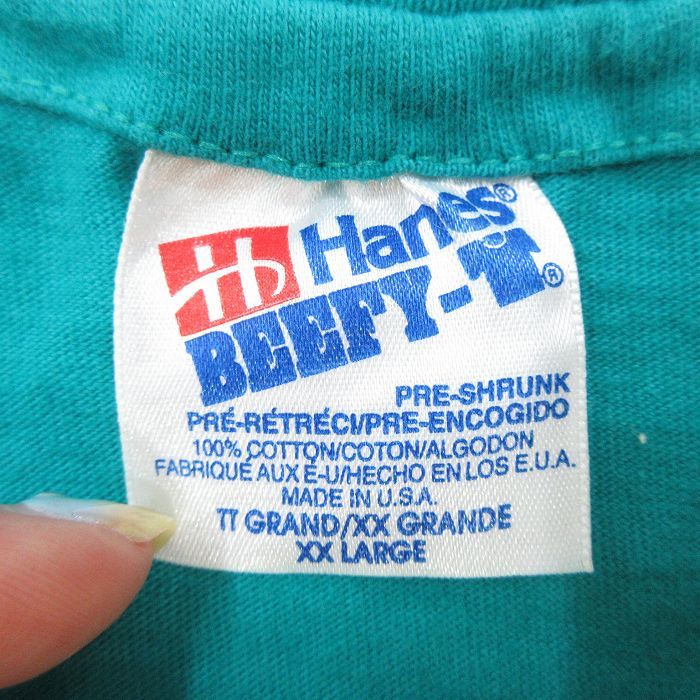 Hanes®
BEEFY-T®
PRE-SHRUNK
PRÉ-RÉTRÉCI/PRE-ENCOGIDO
100% COTTON/COTON/ALGODON
FABRIQUÉ AUX É-U/HECHO EN LOS E.U.A.
MADE IN U.S.A.
TT GRAND/XX GRANDE
XX LARGE